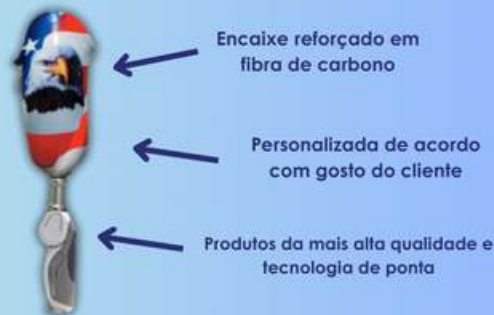 Encaixe reforçado em
fibra de carbono
Personalizada de acordo
com gosto do cliente
Produtos da mais alta qualidade e
tecnologia de ponta